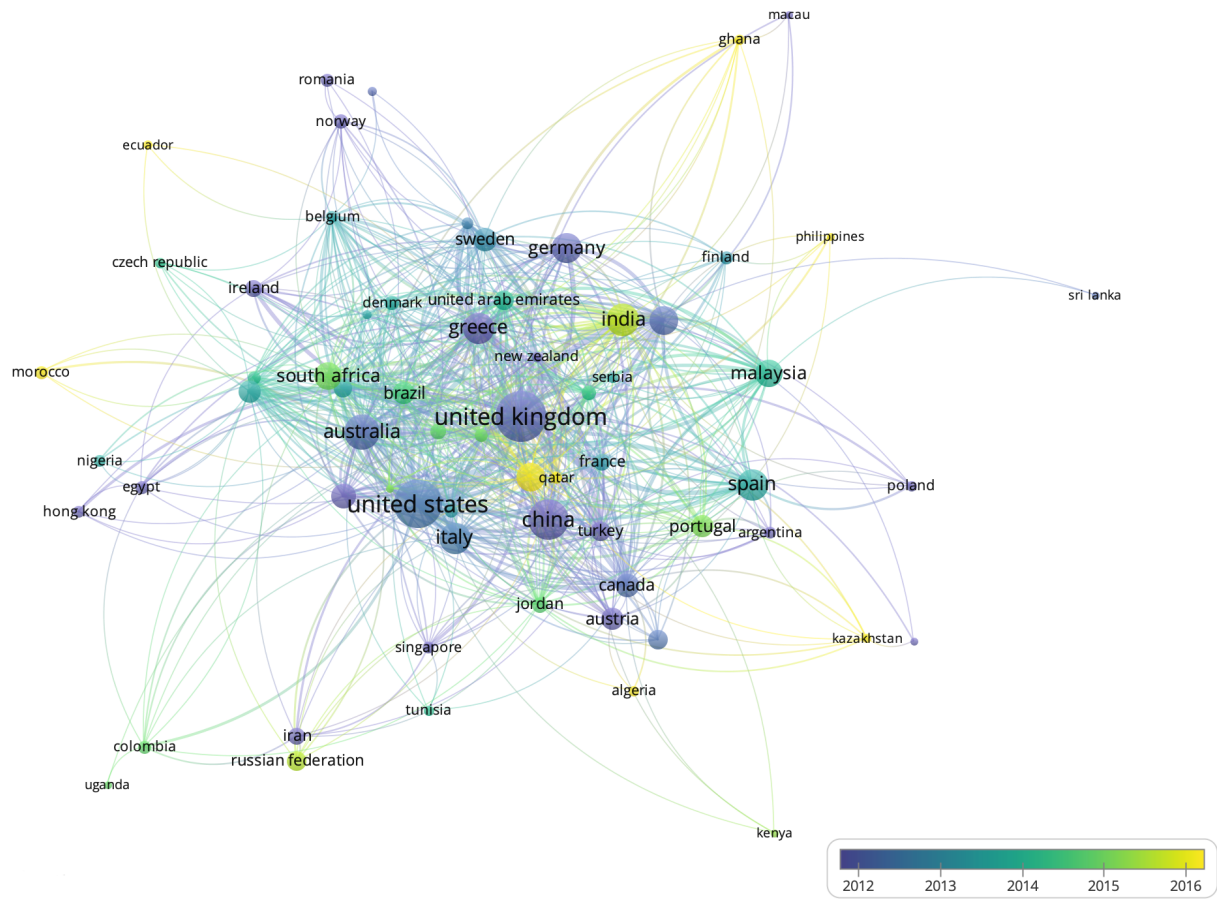 macau
ghana
romania
norway
ecuador
belgium
sweden
germany
philippines
finland
czech republic
ireland
sri lanka
denmark
united arab emirates
greece
india
new zealand
morocco
south africa
serbia
malaysia
brazil
united kingdom
australia
nigeria
france
qatar
egypt
spain
poland
hong kong
united states
china
turkey
portugal
argentina
italy
canada
jordan
austria
kazakhstan
singapore
algeria
tunisia
iran
colombia
russian federation
uganda
kenya
2012 2013 2014 2015 2016